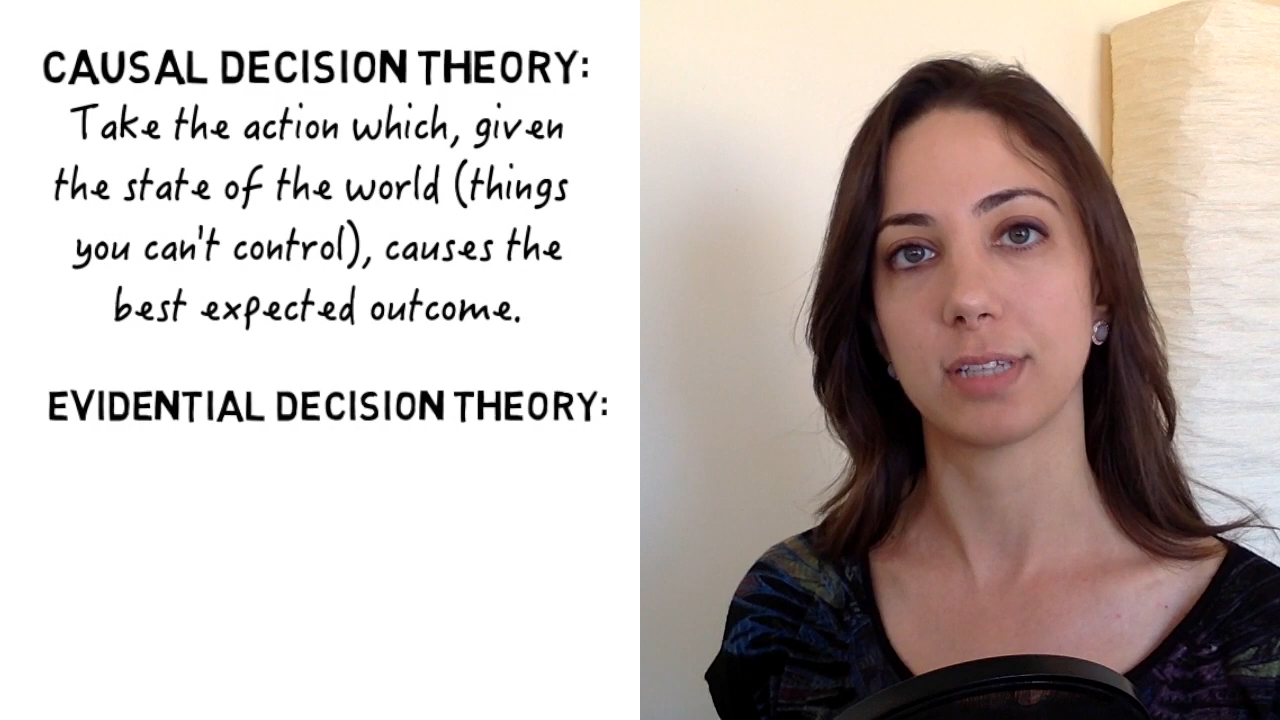 CAUSAL DECISION THEORY:
Take the action which, given
the state of the world (things
you can't control), causes the
best expected outcome.
EVIDENTIAL DECISION THEORY: